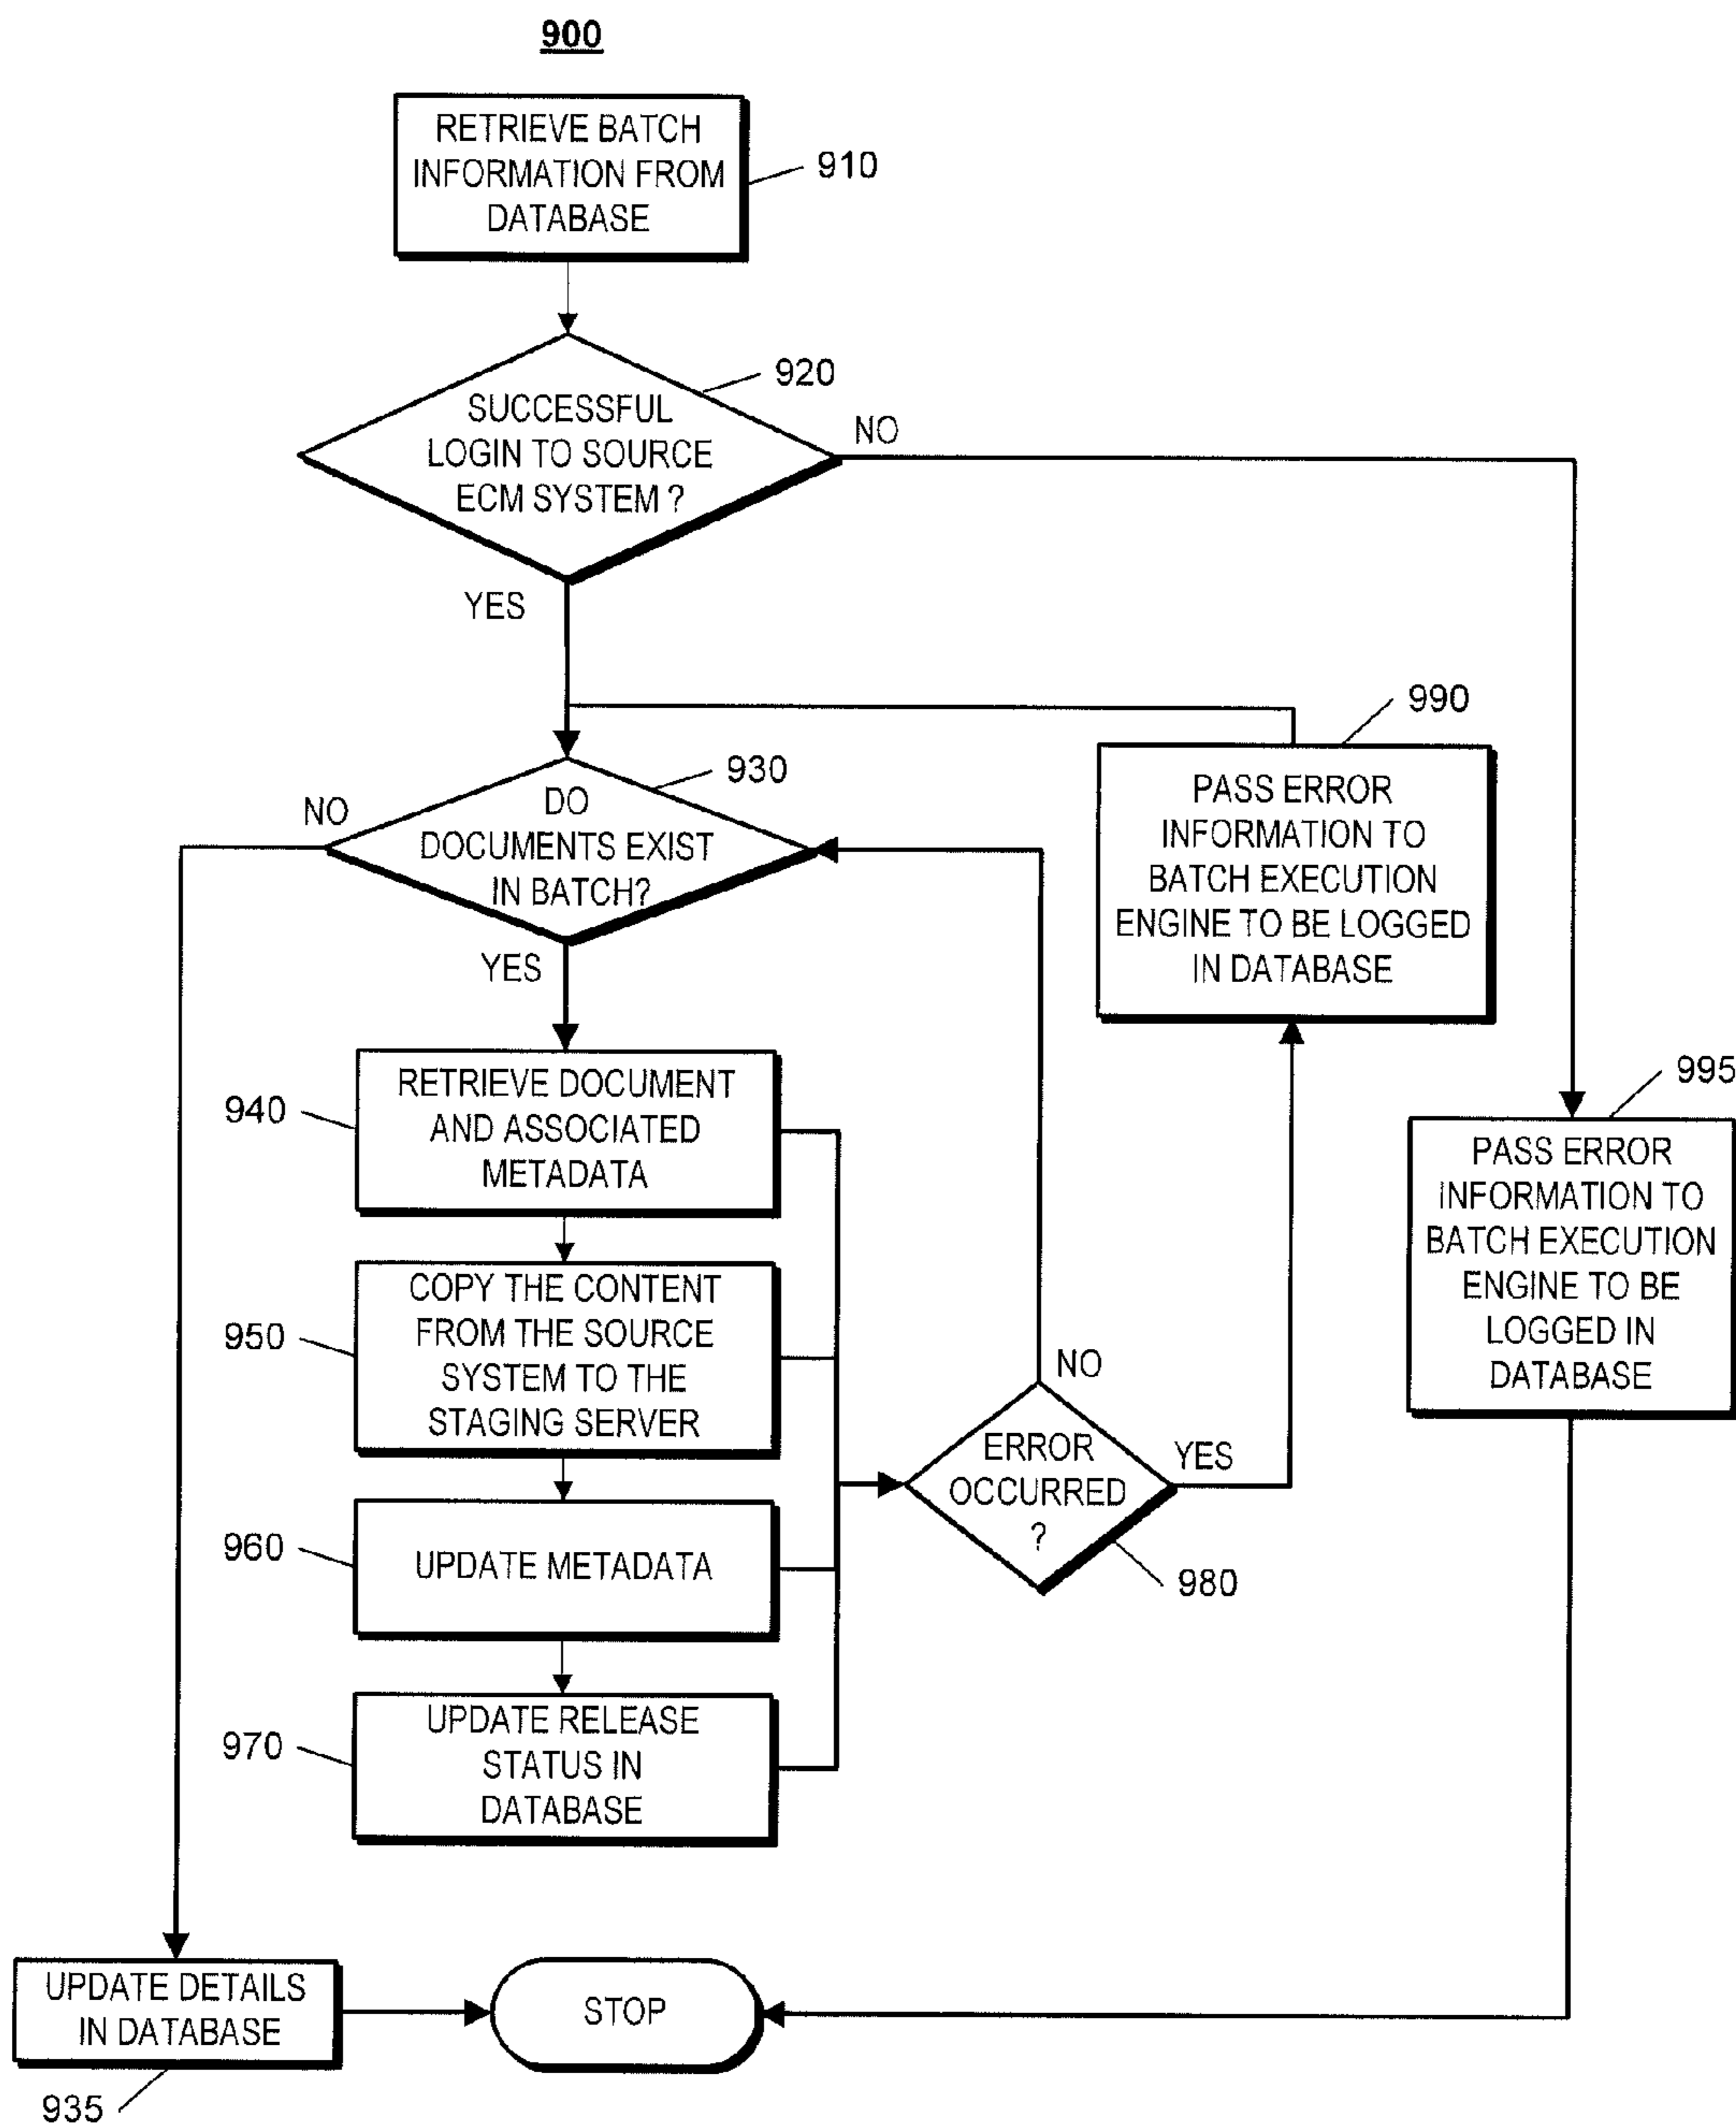 900
RETRIEVE BATCH
INFORMATION FROM
DATABASE
910
920
SUCCESSFUL
LOGIN TO SOURCE
ECM SYSTEM ?
NO
YES
990
930
DO
DOCUMENTS EXIST
IN BATCH?
NO
YES
PASS ERROR
INFORMATION TO
BATCH EXECUTION
ENGINE TO BE LOGGED
IN DATABASE
995
PASS ERROR
INFORMATION TO
BATCH EXECUTION
ENGINE TO BE
LOGGED IN
DATABASE
940
RETRIEVE DOCUMENT
AND ASSOCIATED
METADATA
950
COPY THE CONTENT
FROM THE SOURCE
SYSTEM TO THE
STAGING SERVER
NO
ERROR
OCCURRED
?
YES
980
960
UPDATE METADATA
970
UPDATE RELEASE
STATUS IN
DATABASE
UPDATE DETAILS
IN DATABASE
935
STOP